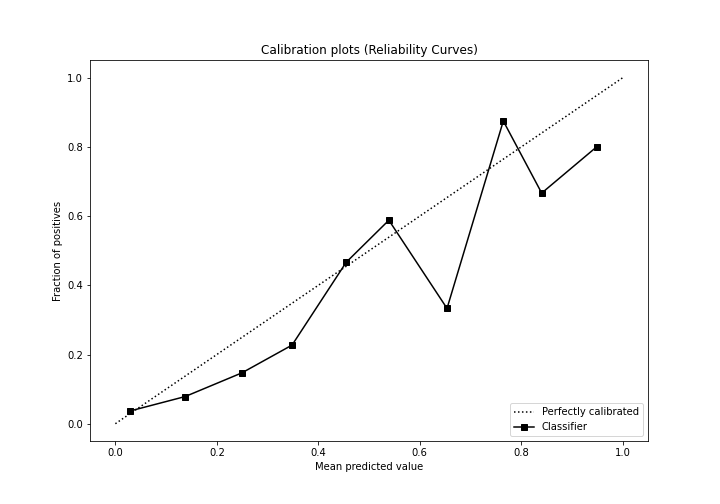 Calibration plots (Reliability Curves)
1.0
0.8
0.6
0.4
0.2
0.0
Fraction of positives
0.0 0.2 0.4 0.6 0.8 1.0
Mean predicted value
Perfectly calibrated
Classifier